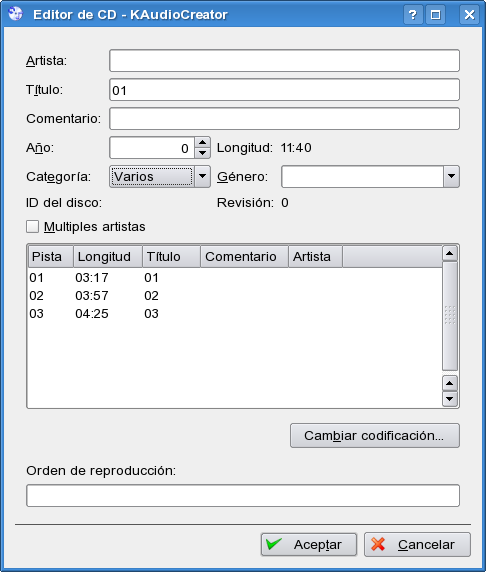 Editor de CD - KAudioCreator
Artista:
Título: 01
Comentario:
Año: 0 Longitud: 11:40
Categoría: Varios Género:
ID del disco: Revisión: 0
Multiples artistas
Pista Longitud Título Comentario Artista
01 03:17 01
02 03:57 02
03 04:25 03
Cambiar codificación...
Orden de reproducción:
Aceptar Cancelar